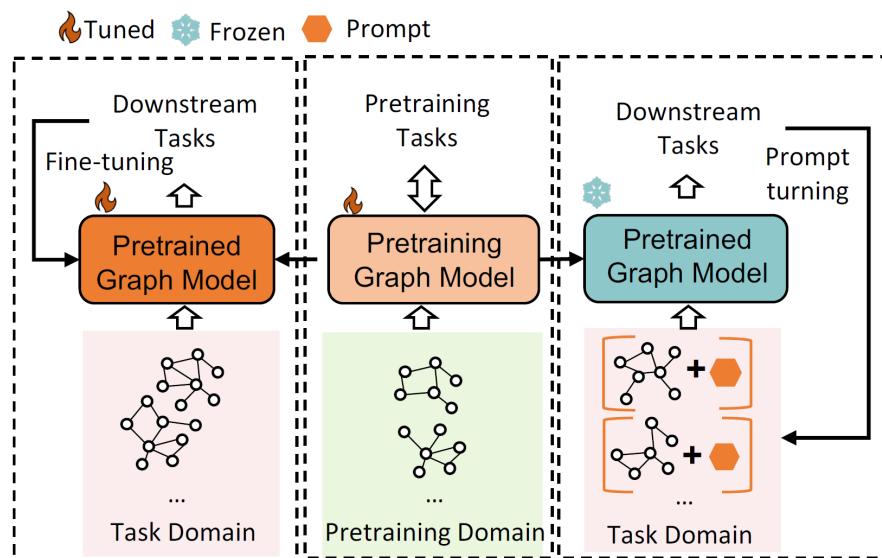 Tuned Frozen Prompt
Downstream
Tasks
Fine-tuning
Pretrained
Graph Model
...
Task Domain
Pretraining
Tasks
Pretraining
Graph Model
...
Pretraining Domain
Downstream
Tasks
Prompt
turning
Pretrained
Graph Model
+
+
...
Task Domain